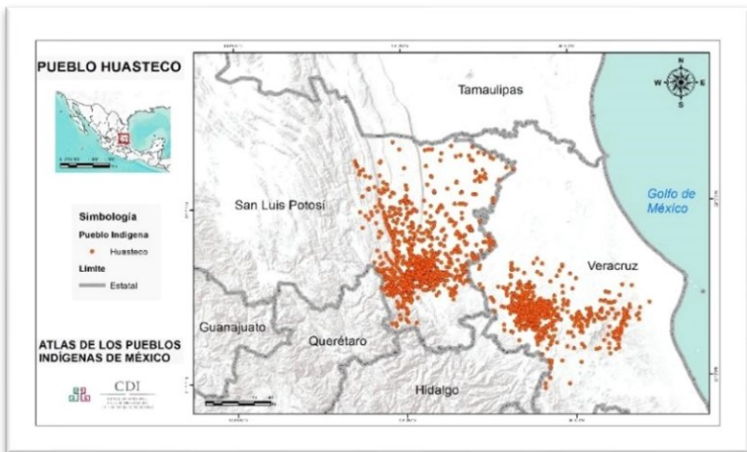 PUEBLO HUASTECO
Simbología
Pueblo Indígena
Huasteco
Límite
Estatal
ATLAS DE LOS PUEBLOS
INDÍGENAS DE MÉXICO
CDI
Tamaulipas
San Luis Potosí
Golfo de
México
Veracruz
Guanajuato
Querétaro
Hidalgo
N
W
E
S